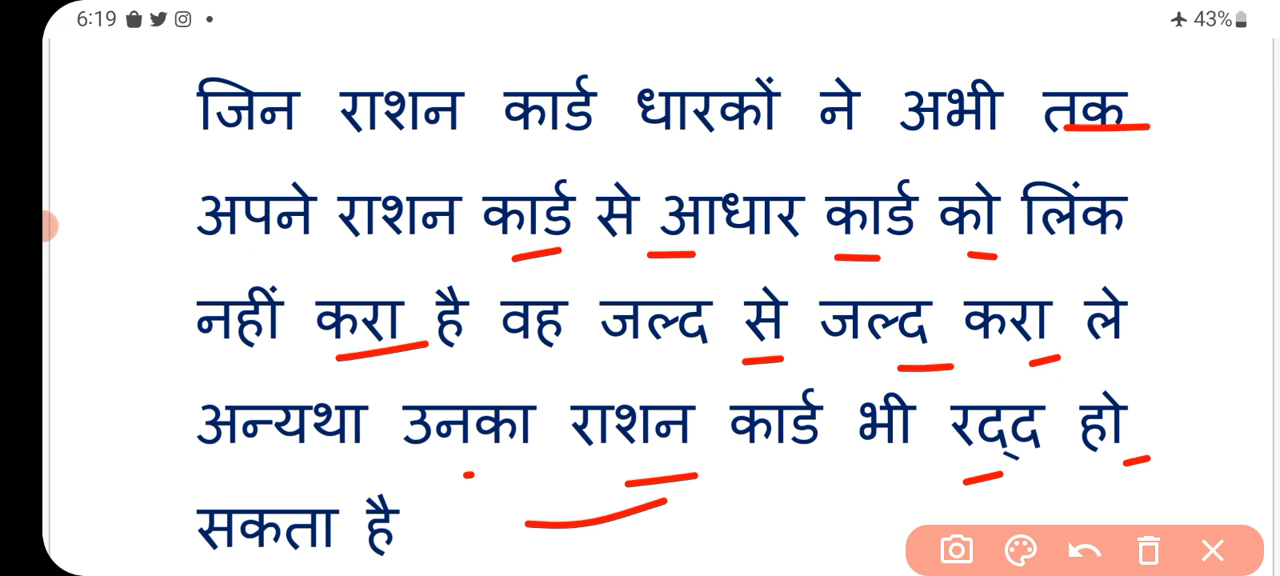 6:19 43%
जिन राशन कार्ड धारकों ने अभी तक
अपने राशन कार्ड से आधार कार्ड को लिंक
नहीं करा है वह जल्द से जल्द करा ले
अन्यथा उनका राशन कार्ड भी रद्द हो
सकता है